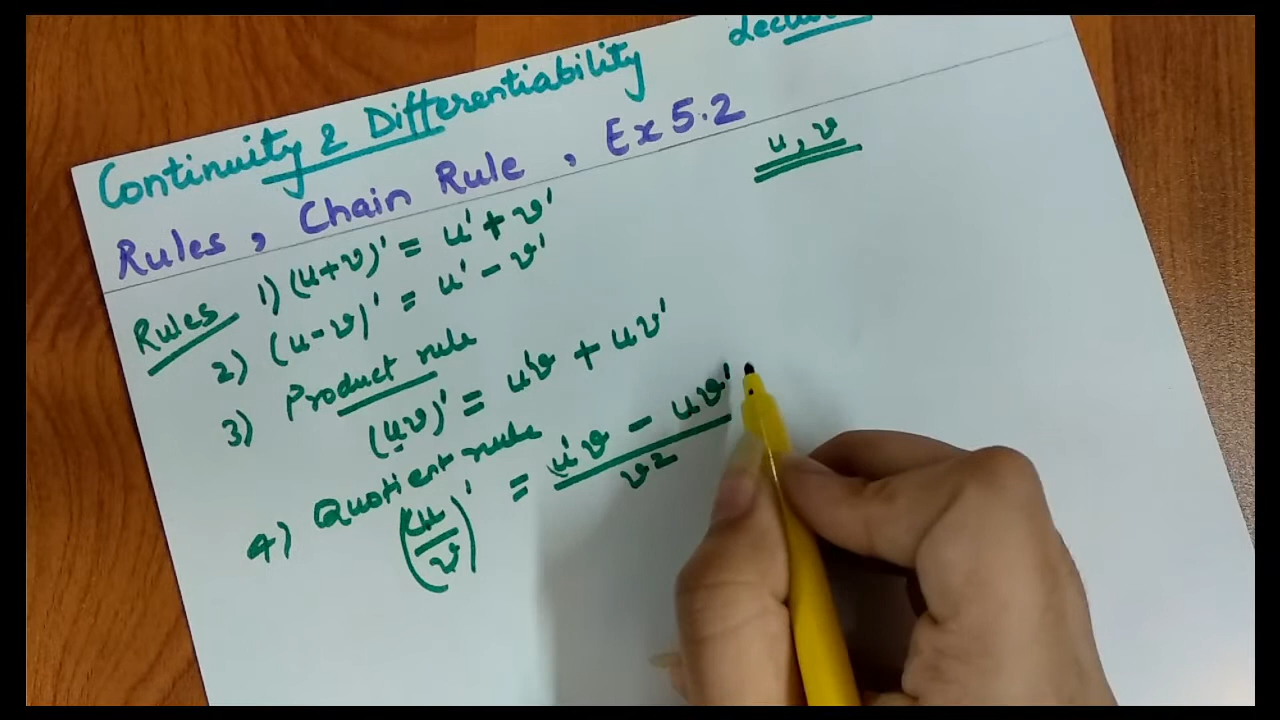 Continuity & Differentiability
Rules, Chain Rule, Ex 5.2
u, v
Rules 1) (u+v)' = u' + v'
2) (u-v)' = u' - v'
3) Product rule
(uv)' = u'v + uv'
4) Quotient rule
(u/v)' = u'v - uv' / v²